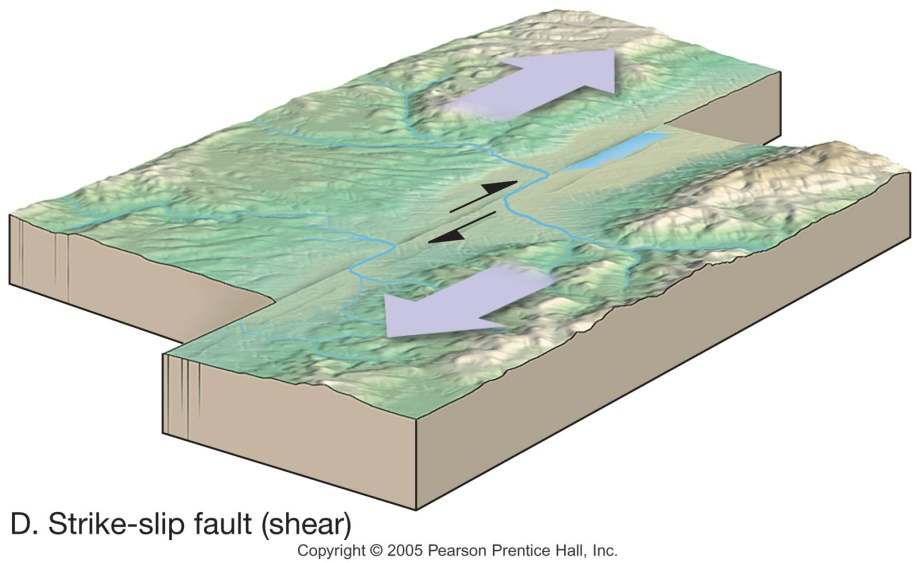 D. Strike-slip fault (shear)
Copyright © 2005 Pearson Prentice Hall, Inc.